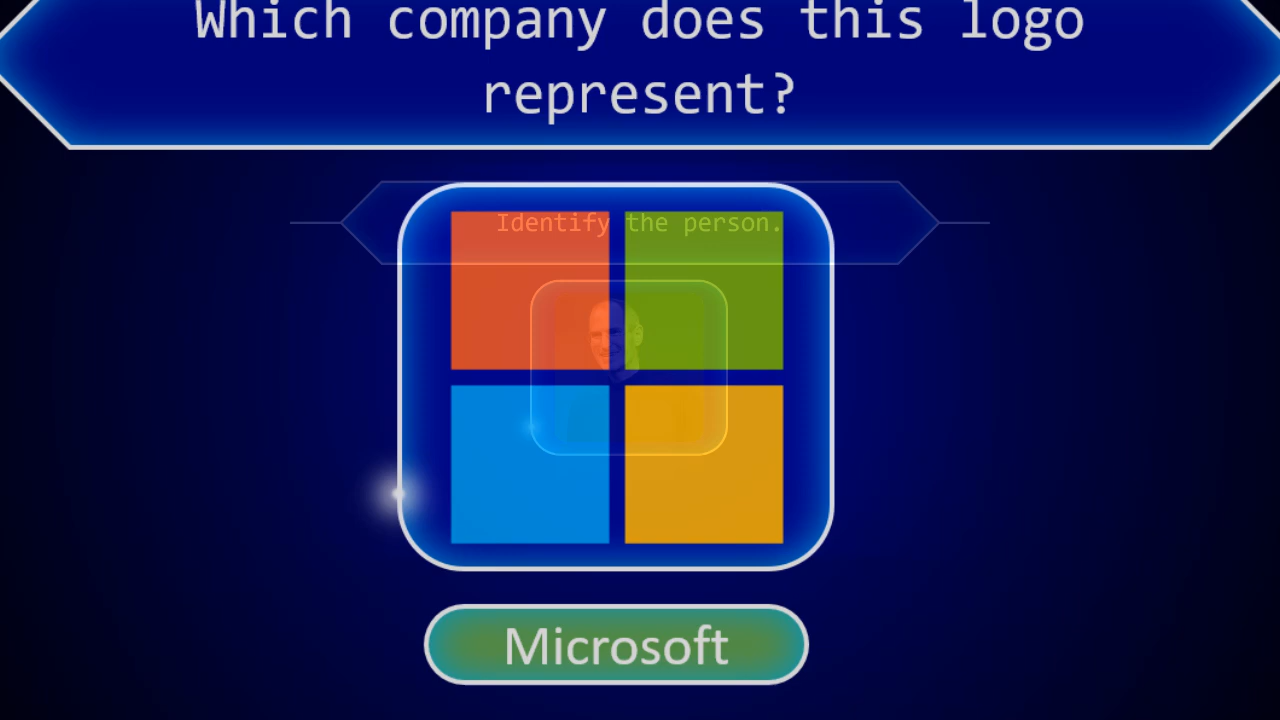 Which company does this logo
represent?
Identify the person.
Microsoft